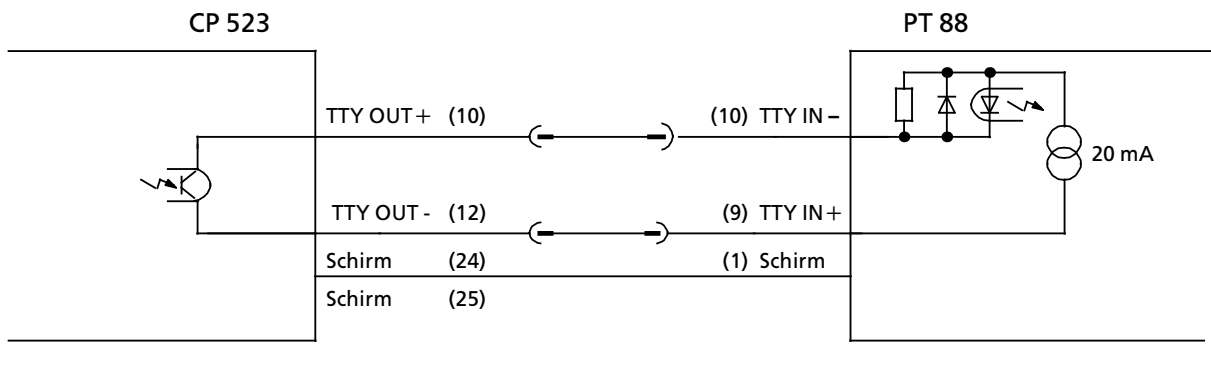 CP 523 PT 88
TTY OUT+ (10) (10) TTY IN−
20 mA
TTY OUT - (12) (9) TTY IN+
Schirm (24) (1) Schirm
Schirm (25)